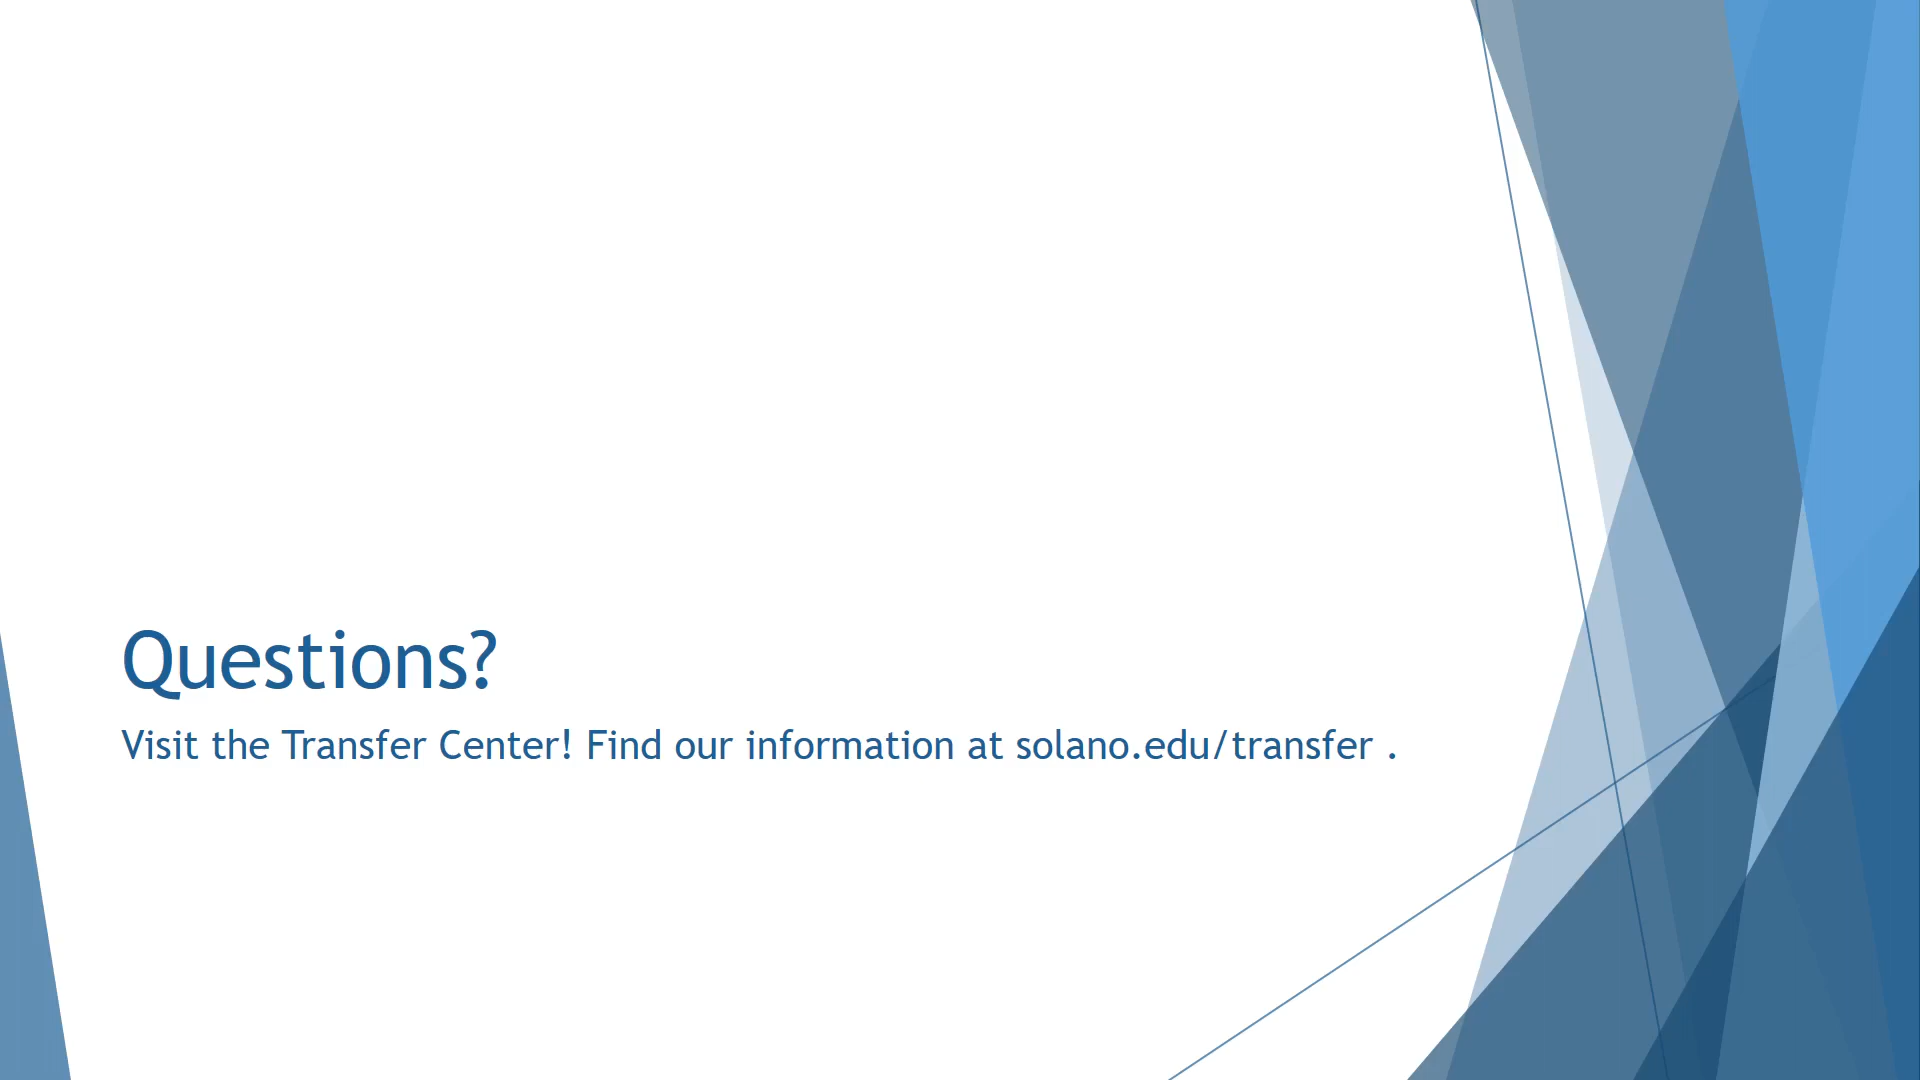 Questions?
Visit the Transfer Center! Find our information at solano.edu/transfer .